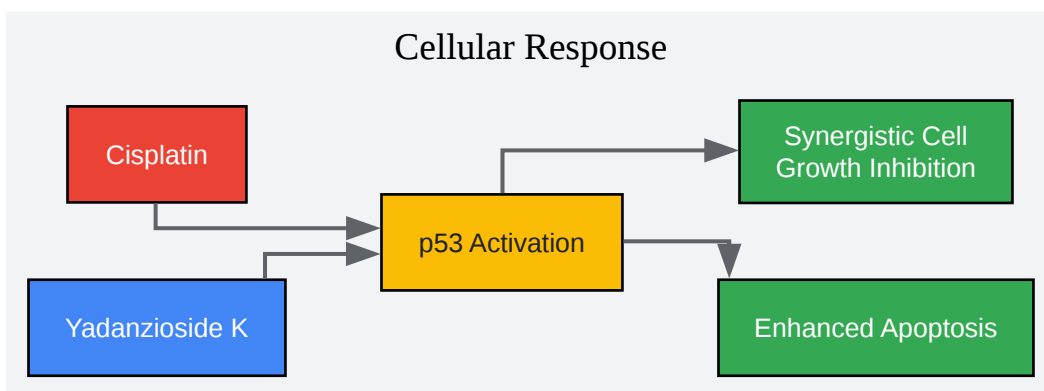 Cellular Response
Cisplatin
Synergistic Cell
Growth Inhibition
p53 Activation
Yadanzioside K
Enhanced Apoptosis